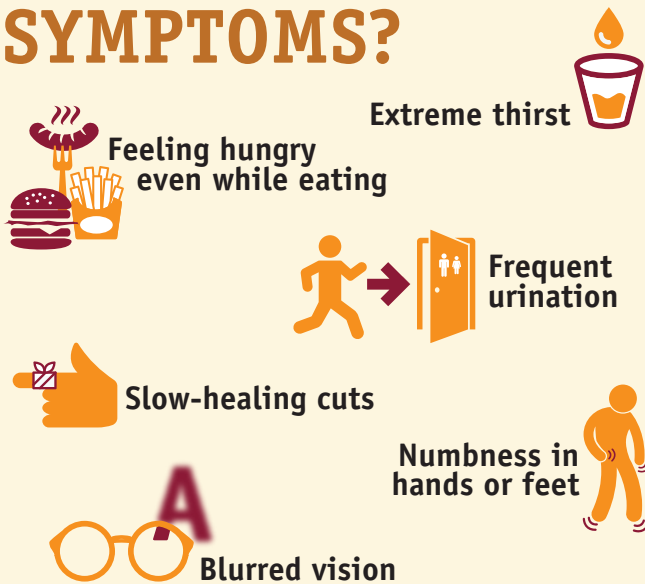 SYMPTOMS?
Extreme thirst
Feeling hungry
even while eating
Frequent
urination
Slow-healing cuts
Numbness in
hands or feet
A
Blurred vision